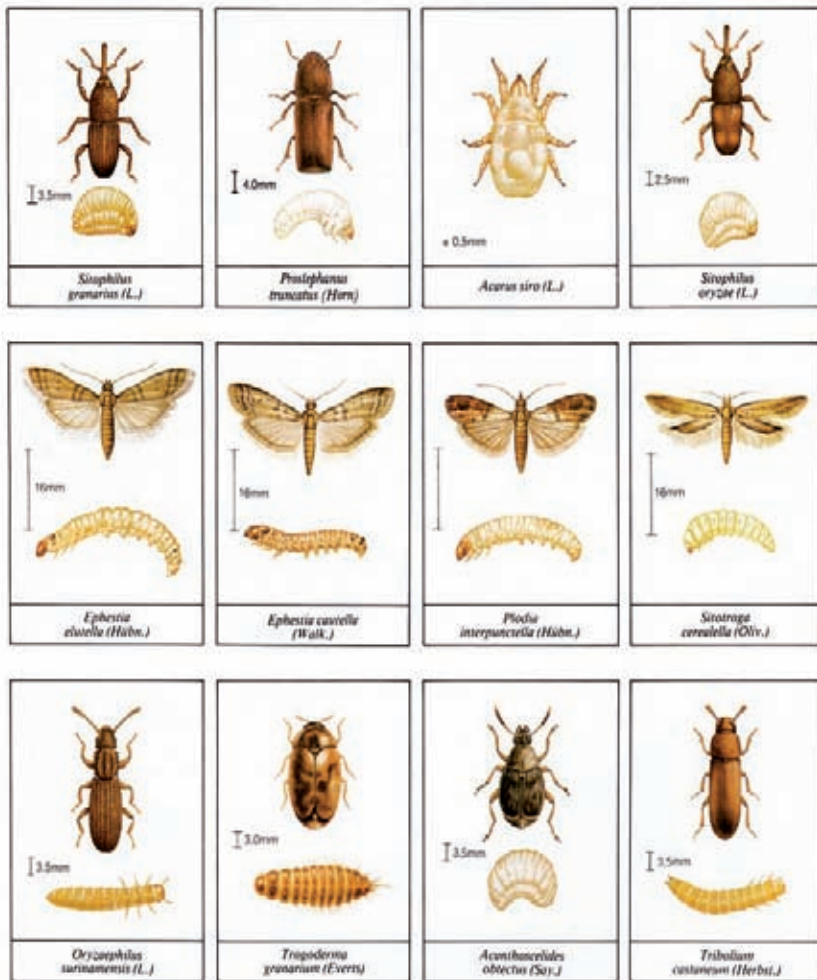 3.5mm
Sitophilus
granarius (L.)
4.0mm
Prostephanus
truncatus (Horn)
0.5mm
Acarus siro (L.)
2.5mm
Sitophilus
oryzae (L.)
16mm
Ephestia
elutella (Hübn.)
16mm
Ephestia cautella
(Walk.)
Plodia
interpunctella (Hübn.)
16mm
Sitotroga
cerealella (Oliv.)
3.5mm
Oryzaephilus
surinamensis (L.)
3.0mm
Trogoderma
granarium (Everts)
3.5mm
Acanthoscelides
obtectus (Say.)
3.5mm
Tribolium
castaneum (Herbst.)